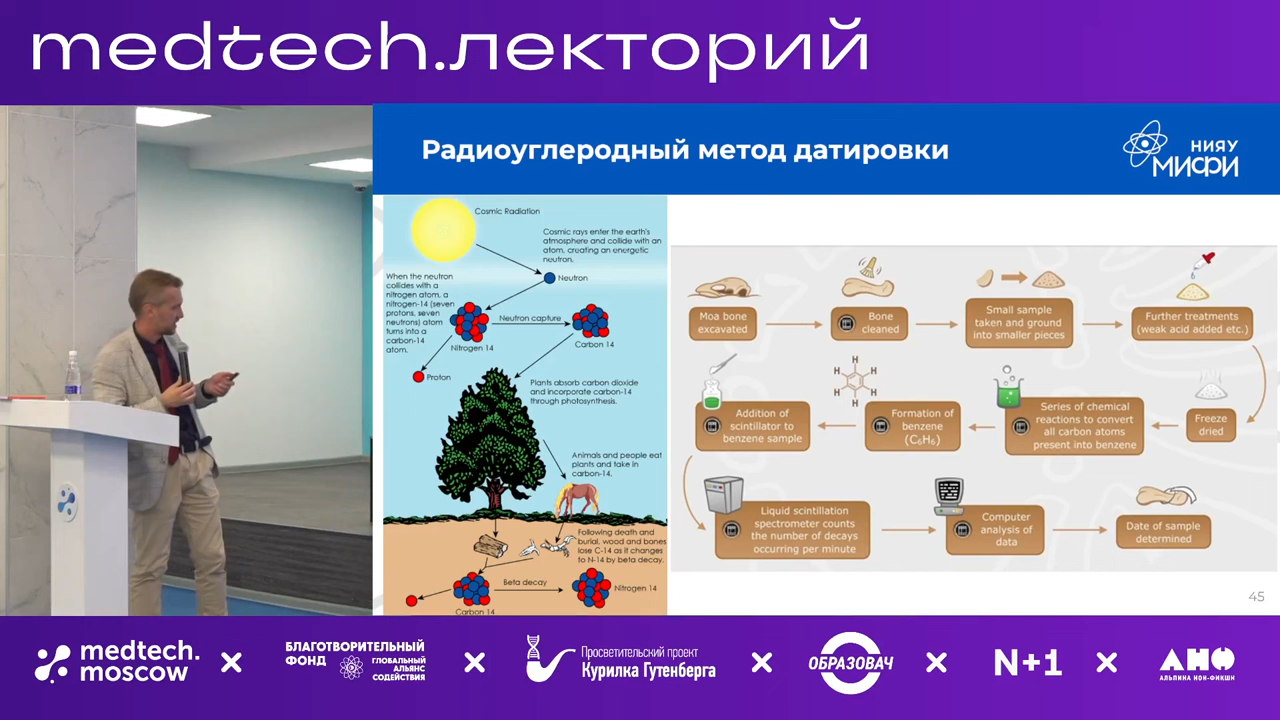 medtech.лекторий
Радиоуглеродный метод датировки
НИЯУ
МИФИ
Cosmic Radiation
Cosmic rays enter the earth's
atmosphere and collide with an
atom, creating an energetic
neutron.
Neutron
When the neutron
collides with a
nitrogen atom, a
nitrogen-14 (seven
protons, seven
neutrons) atom
turns into a
carbon-14
atom.
Neutron capture
Nitrogen 14
Carbon 14
Proton
Plants absorb carbon dioxide
and incorporate carbon-14
through photosynthesis.
Animals and people eat
plants and take in
carbon-14.
Following death and
burial, wood and bones
lose C-14 as it changes
to N-14 by beta decay.
Beta decay
Nitrogen 14
Carbon 14
Moa bone
excavated
Bone
cleaned
Small sample
taken and ground
into smaller pieces
Further treatments
(weak acid added etc.)
H H
H H
H H
Addition of
scintillator to
benzene sample
Formation of
benzene
(C₆H₆)
Series of chemical
reactions to convert
all carbon atoms
present into benzene
Freeze
dried
Liquid scintillation
spectrometer counts
the number of decays
occurring per minute
Computer
analysis of
data
Date of sample
determined
45
medtech.
moscow
БЛАГОТВОРИТЕЛЬНЫЙ
ФОНД
ГЛОБАЛЬНЫЙ
АЛЬЯНС
СОДЕЙСТВИЯ
Просветительский проект
Курилка Гутенберга
ОБРАЗОВАЧ
N+1
АНФ
АЛЬПИНА НОН-ФИКШН